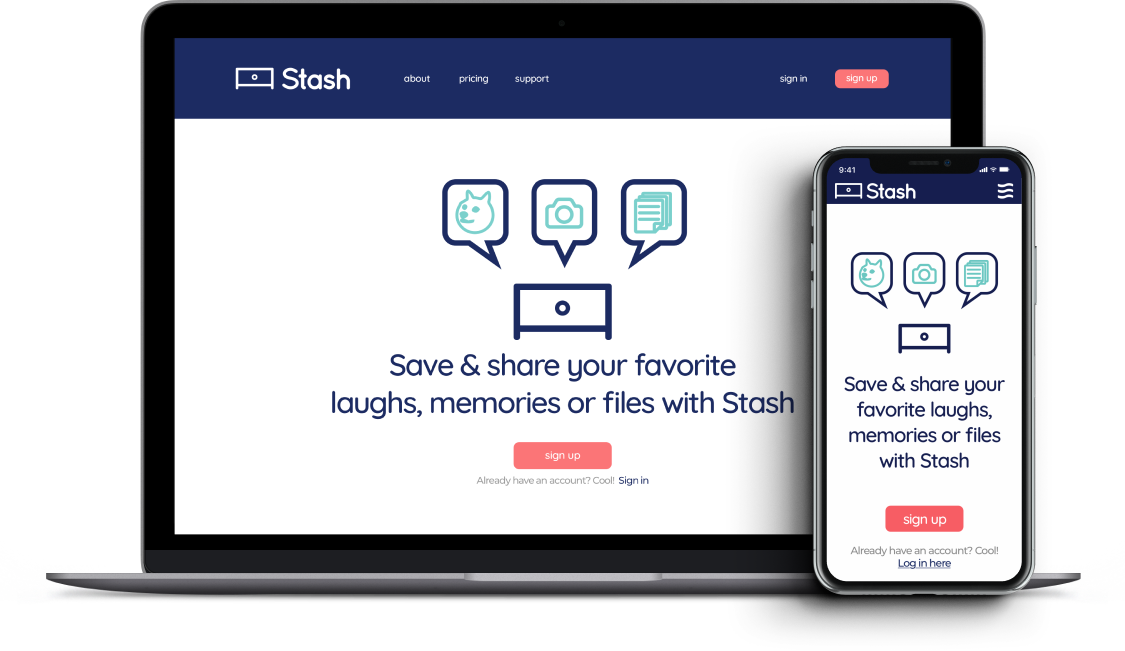 Stash
about pricing support sign in sign up
Save & share your favorite
laughs, memories or files with Stash
sign up
Already have an account? Cool! Sign in
9:41
Stash
Save & share your
favorite laughs,
memories or files
with Stash
sign up
Already have an account? Cool!
Log in here